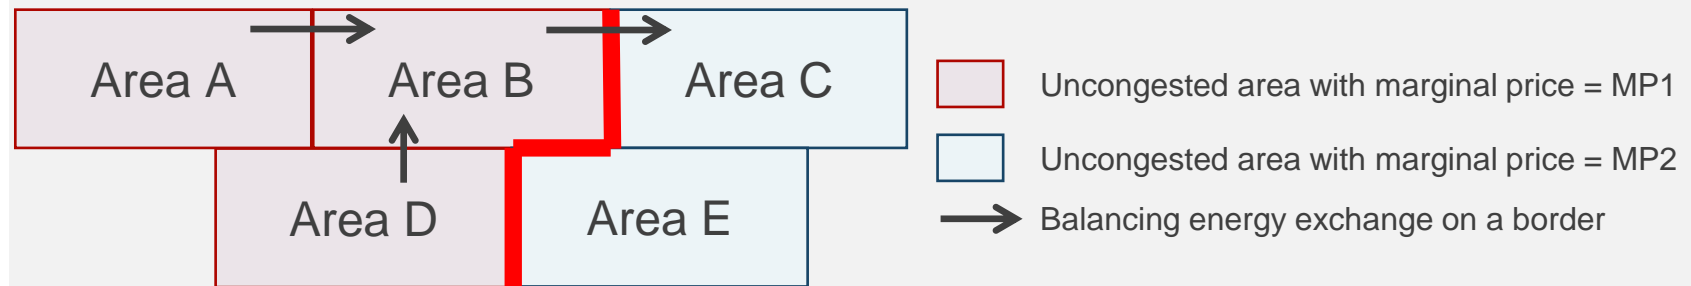 Area A
Area B
Area C
Area D
Area E
Uncongested area with marginal price = MP1
Uncongested area with marginal price = MP2
Balancing energy exchange on a border